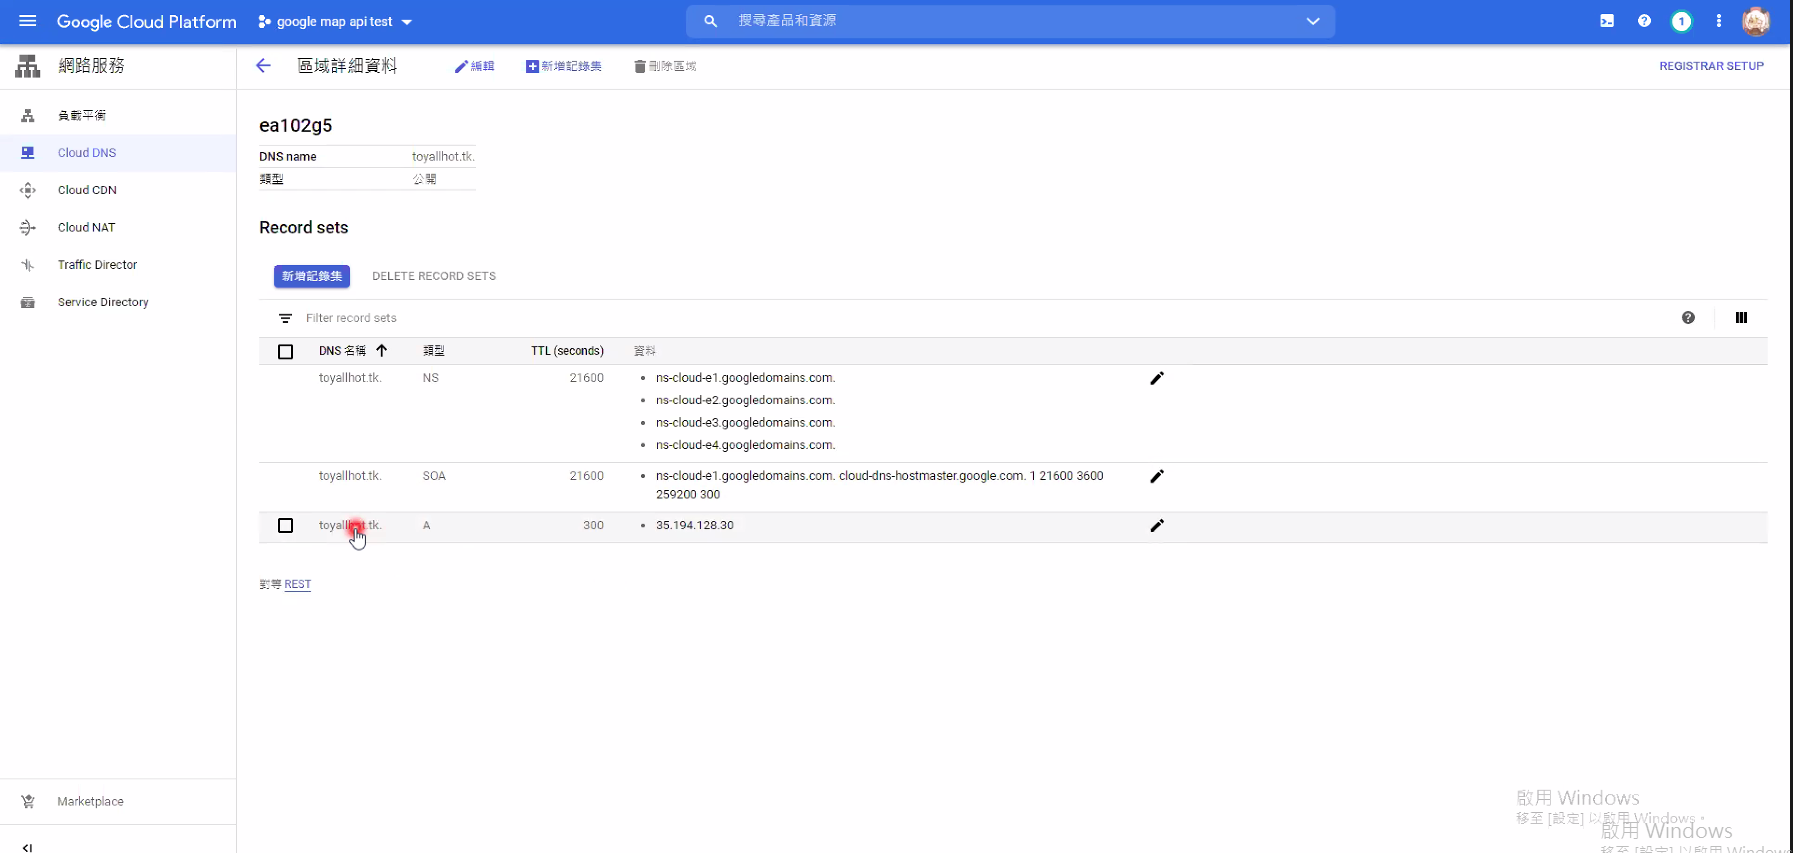 Google Cloud Platform
google map api test
搜尋產品和資源
1
網路服務
區域詳細資料
編輯
新增記錄集
刪除區域
REGISTRAR SETUP
負載平衡
Cloud DNS
Cloud CDN
Cloud NAT
Traffic Director
Service Directory
Marketplace
ea102g5
DNS name toyallhot.tk.
類型 公開
Record sets
新增記錄集 DELETE RECORD SETS
Filter record sets
DNS 名稱 類型 TTL (seconds) 資料
toyallhot.tk. NS 21600 ns-cloud-e1.googledomains.com.
ns-cloud-e2.googledomains.com.
ns-cloud-e3.googledomains.com.
ns-cloud-e4.googledomains.com.
toyallhot.tk. SOA 21600 ns-cloud-e1.googledomains.com. cloud-dns-hostmaster.google.com. 1 21600 3600
259200 300
toyallhot.tk. A 300 35.194.128.30
對等 REST
啟用 Windows
移至 [設定] 以啟用 Windows。
啟用 Windows
移至 [設定] 以啟用 Windows